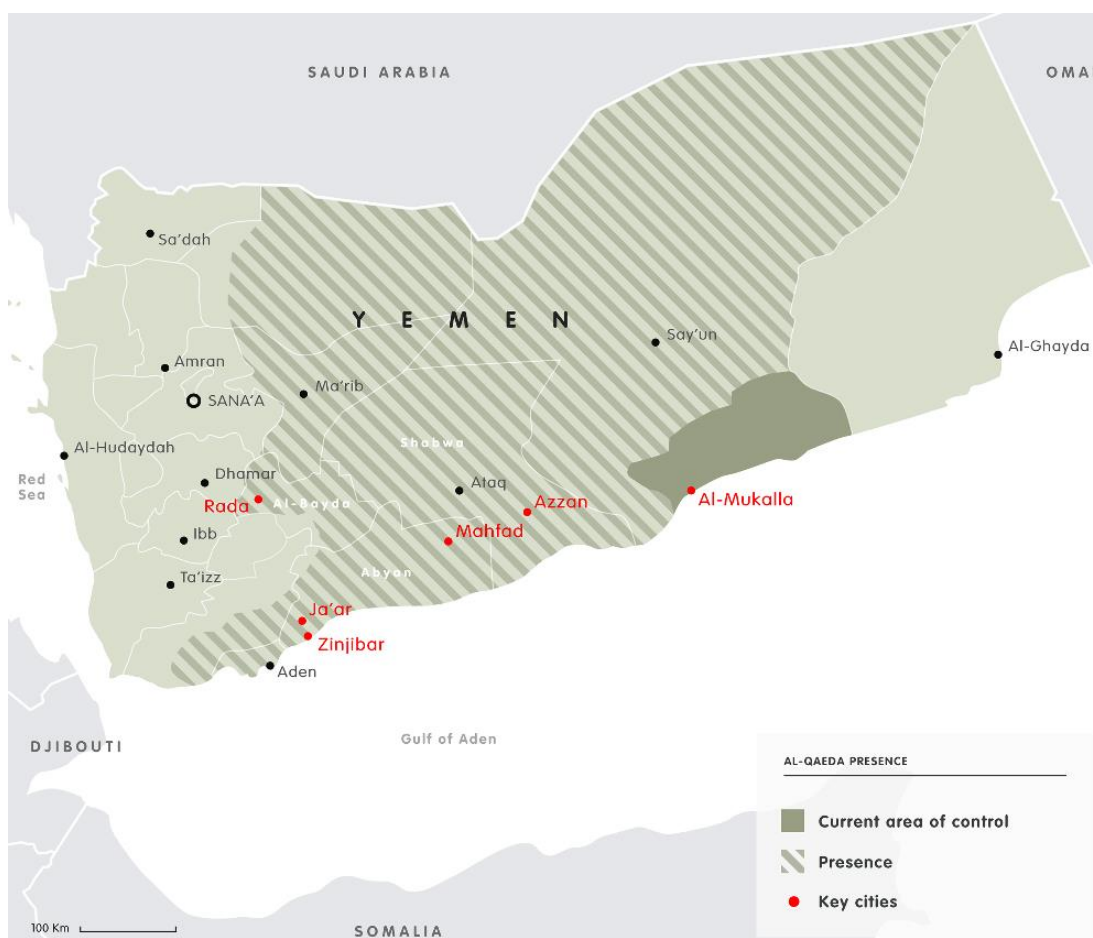 SAUDI ARABIA
OMA
Sa'dah
YEMEN
Say'un
Al-Ghayda
Amran
Ma'rib
SANA'A
Shabwa
Al-Hudaydah
Red
Sea
Dhamar
Ataq
Rada
Al-Bayda
Azzan
Al-Mukalla
Ibb
Mahfad
Ta'izz
Abyan
Ja'ar
Zinjibar
Aden
DJIBOUTI
Gulf of Aden
AL-QAEDA PRESENCE
Current area of control
Presence
Key cities
100 Km
SOMALIA